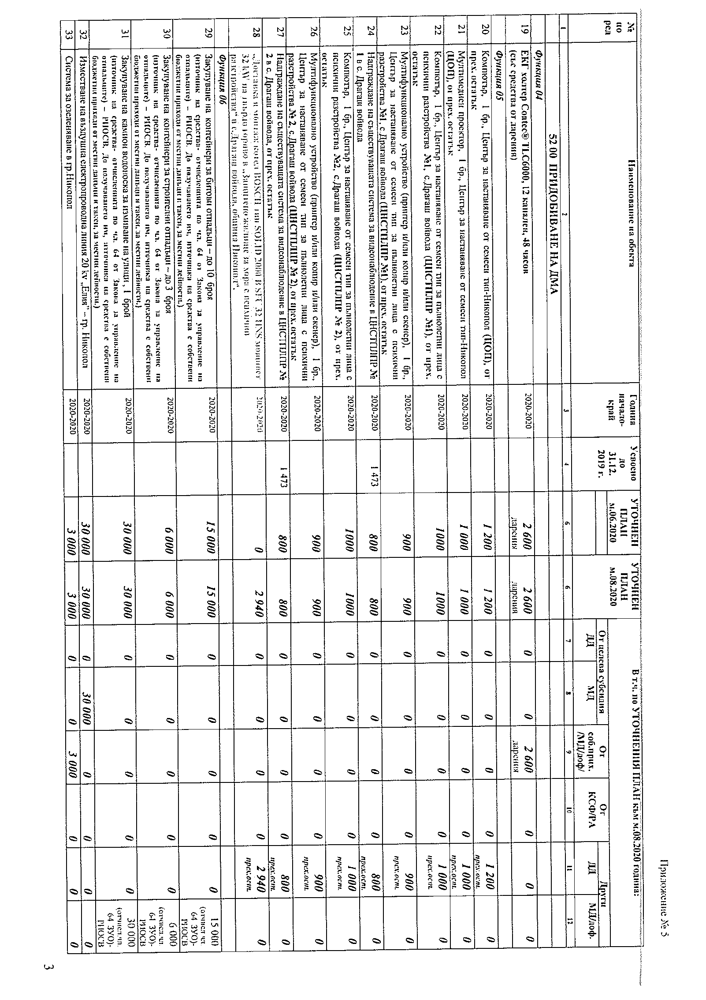 Приложение № 5
№ по ред
Наименование на обекта
Година начало-край
Усвоено до 31.12. 2019 г.
УТОЧНЕН ПЛАН м.06.2020
УТОЧНЕН ПЛАН м.08.2020
В т.ч. по УТОЧНЕНИЯ ПЛАН към м.08.2020 година:
От целева субсидия
От соб.прих. /МД/доф/
От КСФ/РА
Други
ДД
МД
ДД
МД/доф.
1 2 3 4 6 6 7 8 9 10 11 12
52 00 ПРИДОБИВАНЕ НА ДМА
Функция 04
19 ЕКГ холтер Contec® TLC6000, 12 канален, 48 часов 2020-2020 2 600 2 600 0 0 2 600 0 0 0
(със средства от дарения) дарения дарения дарения
Функция 05
20 Компютър, 1 бр., Център за настаняване от семеен тип-Никопол (ЦОП), от 2020-2020 1 200 1 200 0 0 0 0 1 200 0
прех. остатък прех.ост.
21 Мултимедиен проектор, 1 бр., Център за настаняване от семеен тип-Никопол 2020-2020 1 000 1 000 0 0 0 0 1 000 0
(ЦОП), от прех. остатък прех.ост.
22 Компютър, 1 бр., Център за настаняване от семеен тип за пълнолетни лица с 2020-2020 1000 1000 0 0 0 0 1 000 0
психични разстройства №1, с.Драгаш войвода (ЦНСТПЛПР №1), от прех. прех.ост.
остатък
23 Мултифункционално устройство (принтер и/или копир и/или скенер), 1 бр., 2020-2020 900 900 0 0 0 0 900 0
Център за настаняване от семеен тип за пълнолетни лица с психични прех.ост.
разстройства №1, с.Драгаш войвода (ЦНСТПЛПР №1), от прех. остатък
24 Надграждане на съществуващата система за видеонаблюдение в ЦНСТПЛПР № 2020-2020 1 473 800 800 0 0 0 0 800 0
1 в с. Драгаш войвода прех.ост.
25 Компютър, 1 бр., Център за настаняване от семеен тип за пълнолетни лица с 2020-2020 1000 1000 0 0 0 0 1 000 0
психични разстройства №2, с.Драгаш войвода (ЦНСТПЛПР № 2), от прех. прех.ост.
остатък
26 Мултифункционално устройство (принтер и/или копир и/или скенер), 1 бр., 2020-2020 900 900 0 0 0 0 900 0
Център за настаняване от семеен тип за пълнолетни лица с психични прех.ост.
разстройства № 2, с.Драгаш войвода (ЦНСТПЛПР № 2), от прех. остатък
27 Надграждане на съществуващата система за видеонаблюдение в ЦНСТПЛПР № 2020-2020 1 473 800 800 0 0 0 0 800 0
2 в с. Драгаш войвода, от прех. остатък прех.ост.
28 „Доставка и монтаж котел BOSCH тип SOLID 2000 B SFU 32 HNS мощност 2020-2020 0 2 940 0 0 0 0 2 940 0
32 kW на твърдо гориво в „Защитено жилище за хора с психични прех.ост.
разстройства“ в с.Драгаш войвода, община Никопол“.
Функция 06
29 Закупуване на контейнери за битови отпадъци – до 10 броя 2020-2020 15 000 15 000 0 0 0 0 0 15 000
(източник на средства- отчисленията по чл. 64 от Закона за управление на (отчисл.чл.
отпадъците) – РИОСВ. До получаването им, източника на средства е собствени 64 ЗУО)-
бюджетни приходи от местни данъци и такси, за местни дейности.) РИОСВ
30 Закупуване на контейнери за строителни отпадъци – до 3 броя 2020-2020 6 000 6 000 0 0 0 0 0 6 000
(източник на средства- отчисленията по чл. 64 от Закона за управление на (отчисл.чл.
отпадъците) – РИОСВ. До получаването им, източника на средства е собствени 64 ЗУО)-
бюджетни приходи от местни данъци и такси, за местни дейности.) РИОСВ
31 Закупуване на камион водоноска за измиване на улици, 1 брой 2020-2020 30 000 30 000 0 0 0 0 0 30 000
(източник на средства- отчисленията по чл. 64 от Закона за управление на (отчисл.чл.
отпадъците) – РИОСВ. До получаването им, източника на средства е собствени 64 ЗУО)-
бюджетни приходи от местни данъци и такси, за местни дейности.) РИОСВ
32 Изместване на въздушна електропроводна линия 20 kv „Елия” – гр. Никопол 2020-2020 30 000 30 000 0 30 000 0 0 0 0
33 Система за озеленяване в гр.Никопол 2020-2020 3 000 3 000 0 0 3 000 0 0 0
3